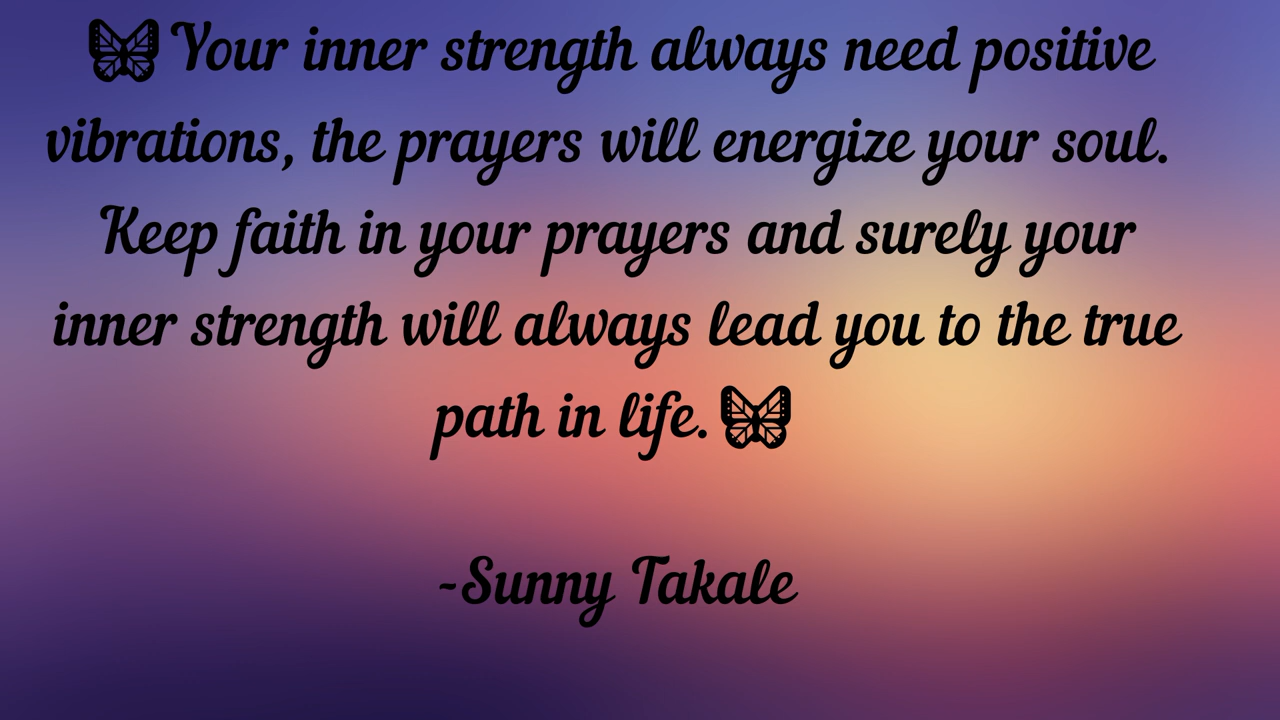 🦋Your inner strength always need positive
vibrations, the prayers will energize your soul.
Keep faith in your prayers and surely your
inner strength will always lead you to the true
path in life.🦋
~Sunny Takale